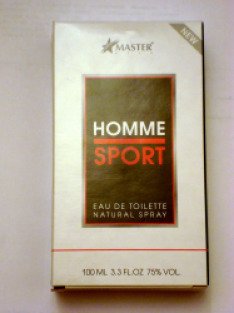 MASTER
NEW
HOMME
SPORT
EAU DE TOILETTE
NATURAL SPRAY
100 ML 3.3 FL.OZ 75% VOL.